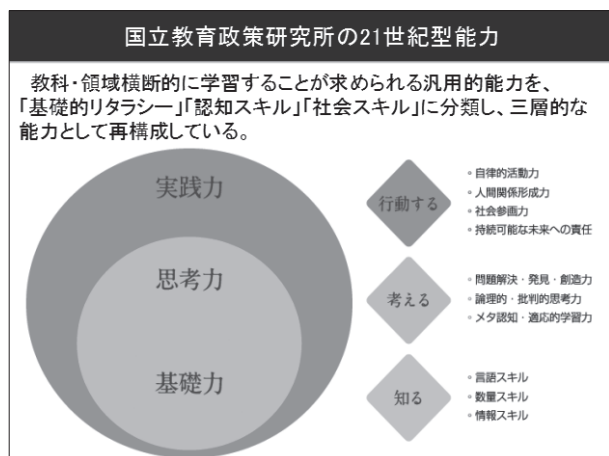 国立教育政策研究所の21世紀型能力
教科・領域横断的に学習することが求められる汎用的能力を、
「基礎的リタラシー」「認知スキル」「社会スキル」に分類し、三層的な
能力として再構成している。
実践力
思考力
基礎力
行動する
・自律的活動力
・人間関係形成力
・社会参画力
・持続可能な未来への責任
考える
・問題解決・発見・創造力
・論理的・批判的思考力
・メタ認知・適応的学習力
知る
・言語スキル
・数量スキル
・情報スキル